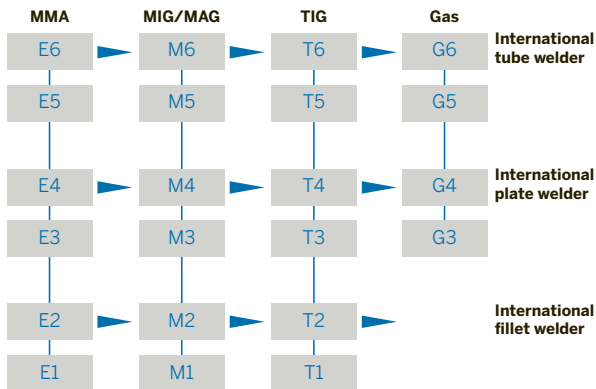 MMA MIG/MAG TIG Gas
E6 M6 T6 G6 International
tube welder
E5 M5 T5 G5
E4 M4 T4 G4 International
plate welder
E3 M3 T3 G3
E2 M2 T2 International
fillet welder
E1 M1 T1